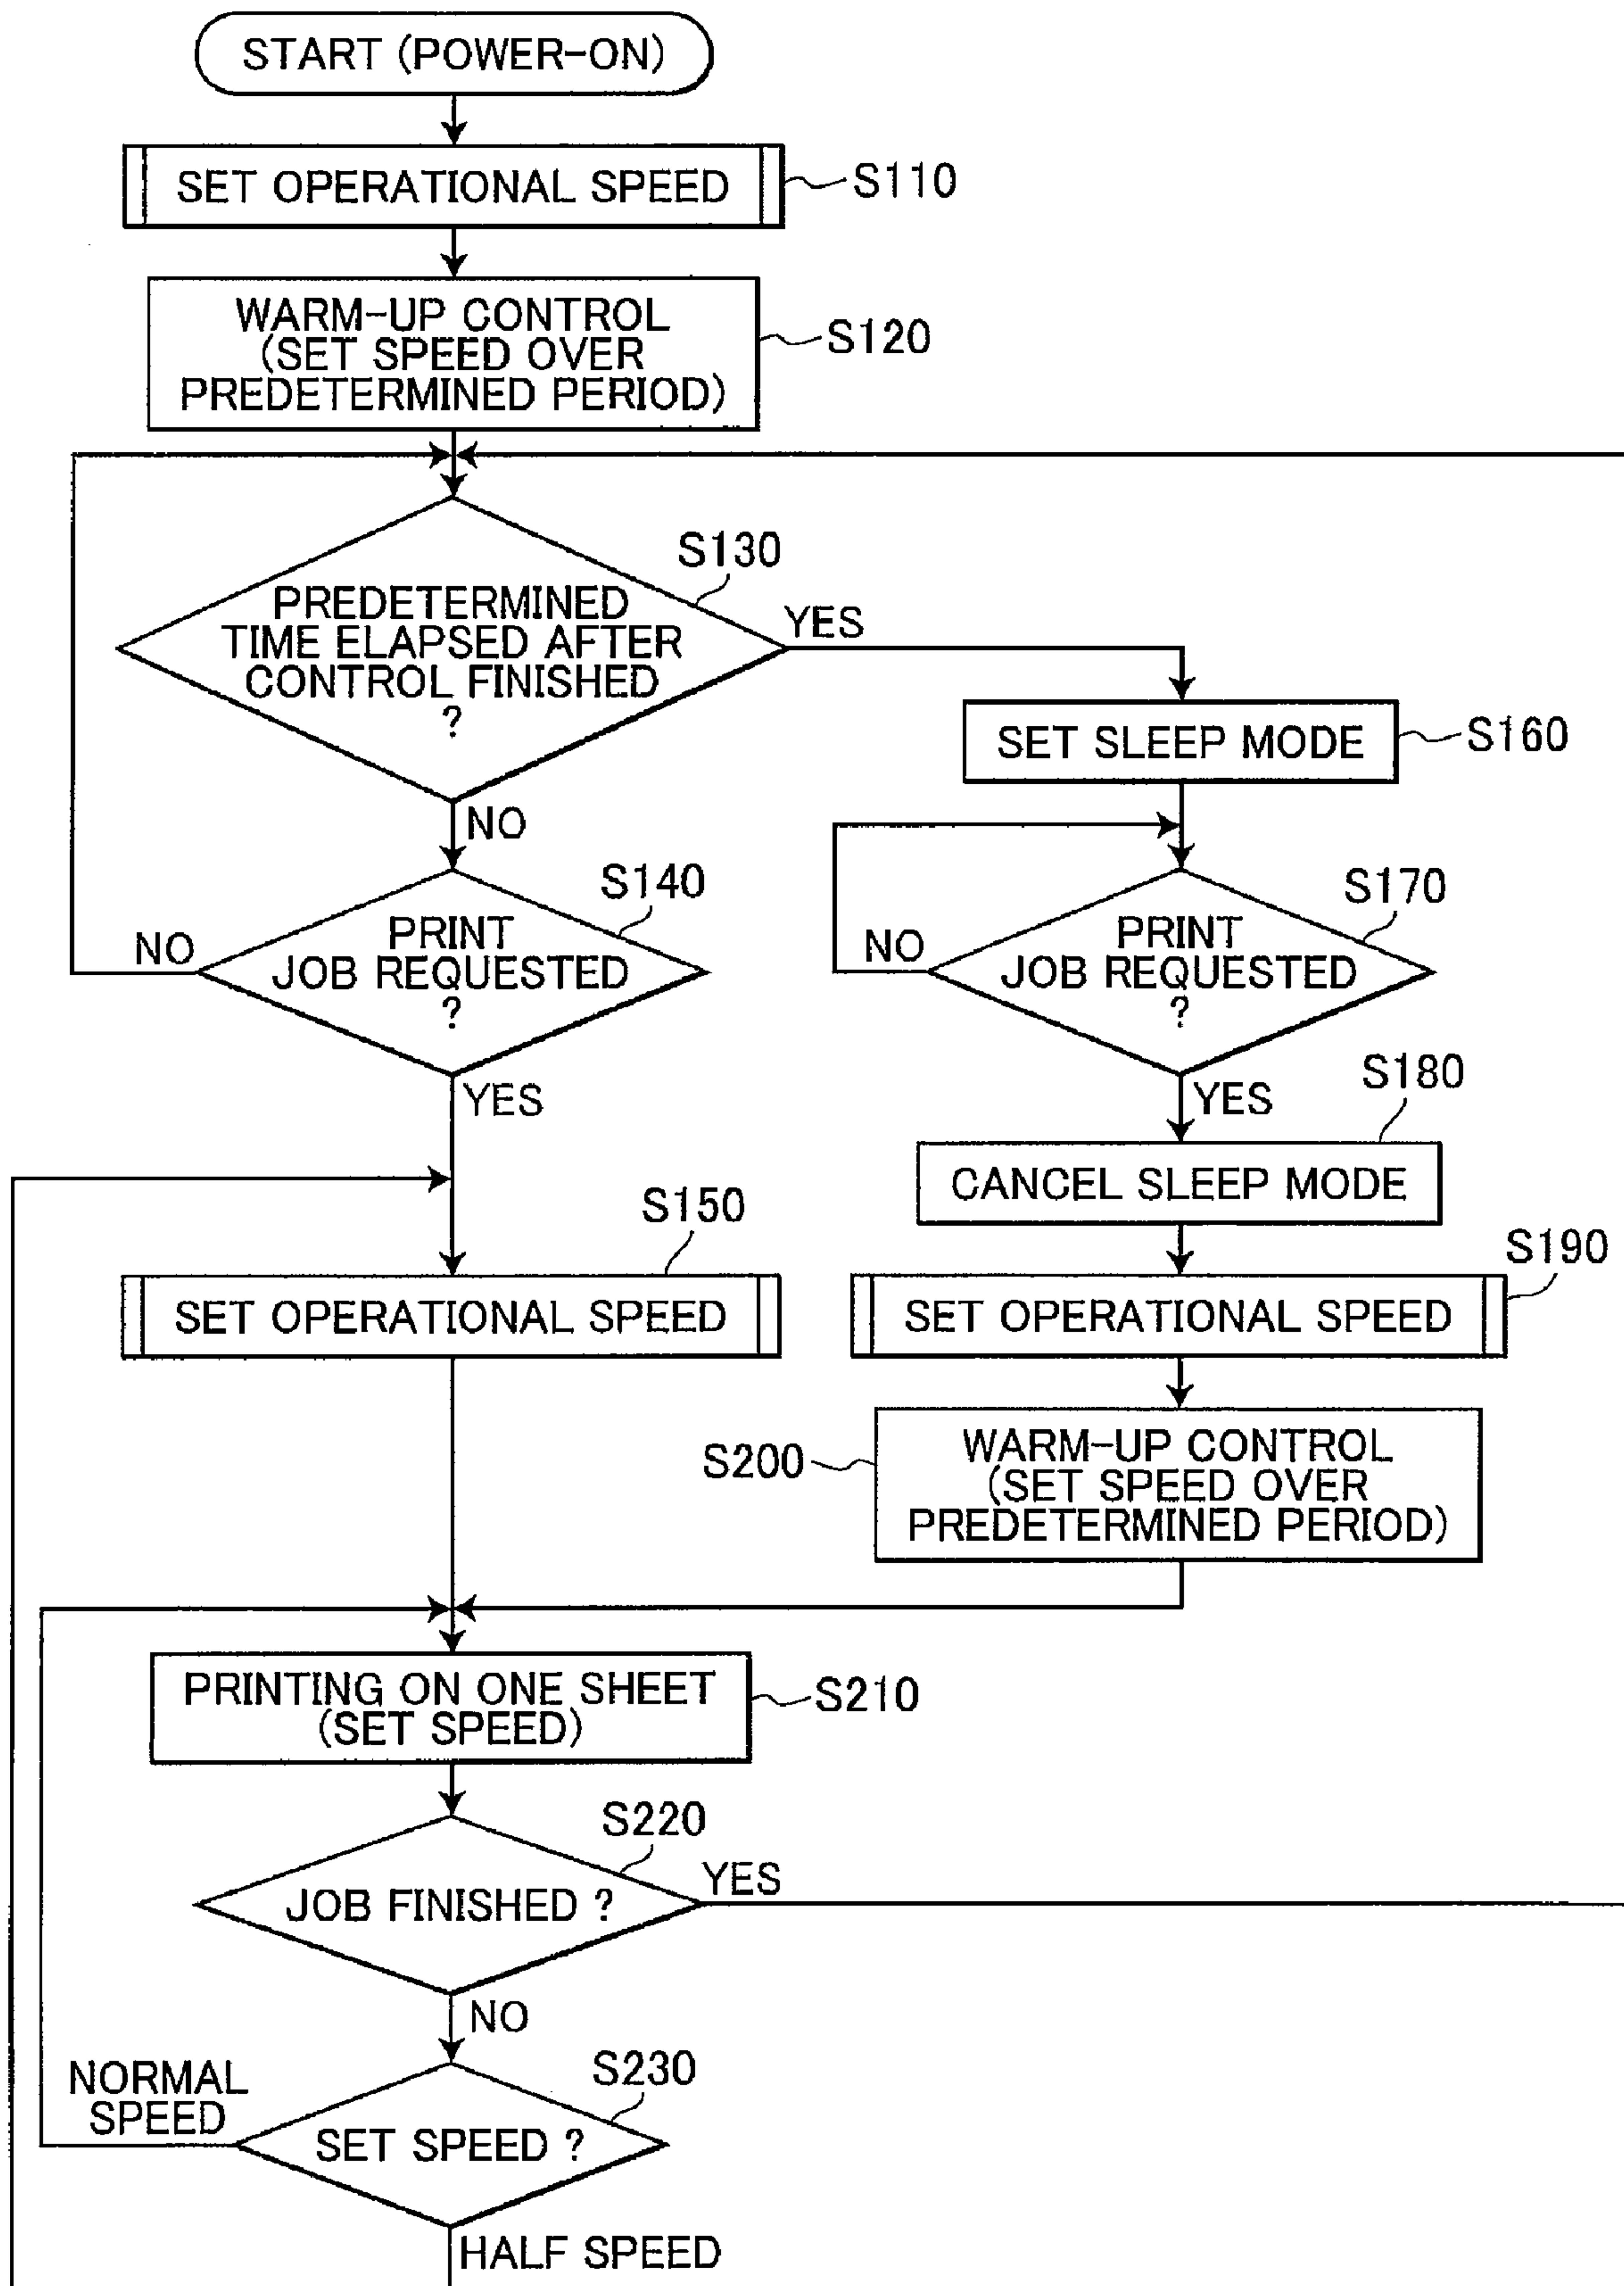 START (POWER-ON)
SET OPERATIONAL SPEED
S110
WARM-UP CONTROL
(SET SPEED OVER
PREDETERMINED PERIOD)
S120
S130
PREDETERMINED
TIME ELAPSED AFTER
CONTROL FINISHED
?
YES
NO
SET SLEEP MODE
S160
S140
PRINT
JOB REQUESTED
?
NO
YES
S170
PRINT
JOB REQUESTED
?
NO
YES
S180
CANCEL SLEEP MODE
S150
SET OPERATIONAL SPEED
S190
SET OPERATIONAL SPEED
S200
WARM-UP CONTROL
(SET SPEED OVER
PREDETERMINED PERIOD)
PRINTING ON ONE SHEET
(SET SPEED)
S210
S220
JOB FINISHED ?
YES
NO
S230
NORMAL
SPEED
SET SPEED ?
HALF SPEED